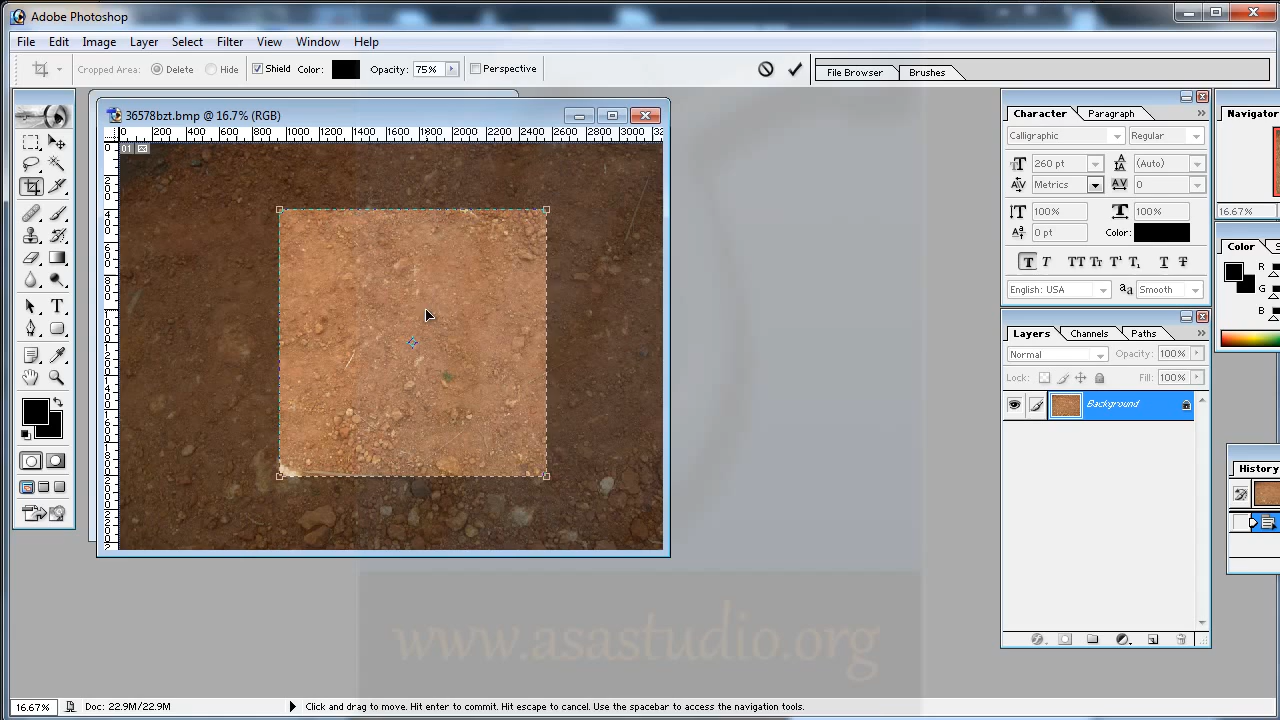 Adobe Photoshop
File Edit Image Layer Select Filter View Window Help
Cropped Area: Delete Hide Shield Color: Opacity: 75% Perspective File Browser Brushes
36578bzt.bmp @ 16.7% (RGB)
0 200 400 600 800 1000 1200 1400 1600 1800 2000 2200 2400 2600 2800 3000
01
Character Paragraph
Navigator
Calligraphic Regular
260 pt (Auto)
Metrics 0
100% 100%
0 pt Color:
English: USA aa Smooth
16.67%
Color
R
G
B
Layers Channels Paths
Normal Opacity: 100%
Lock: Fill: 100%
Background
History
www.asastudio.org
16.67% Doc: 22.9M/22.9M Click and drag to move. Hit enter to commit. Hit escape to cancel. Use the spacebar to access the navigation tools.